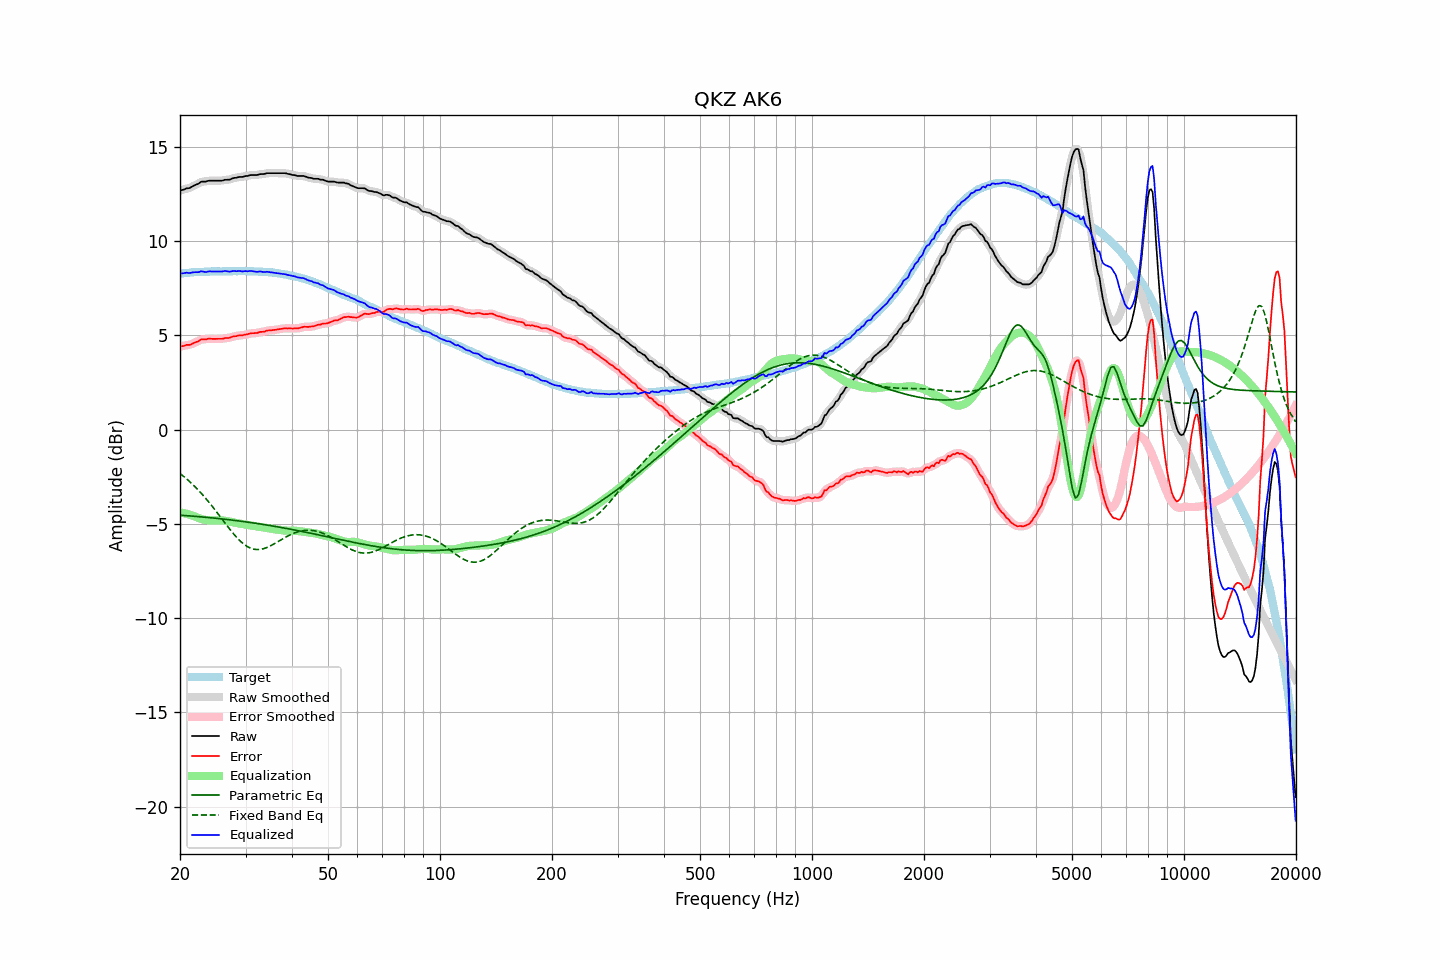 QKZ AK6
Amplitude (dBr)
15
10
5
0
−5
−10
−15
−20
Target
Raw Smoothed
Error Smoothed
Raw
Error
Equalization
Parametric Eq
Fixed Band Eq
Equalized
20 50 100 200 500 1000 2000 5000 10000 20000
Frequency (Hz)